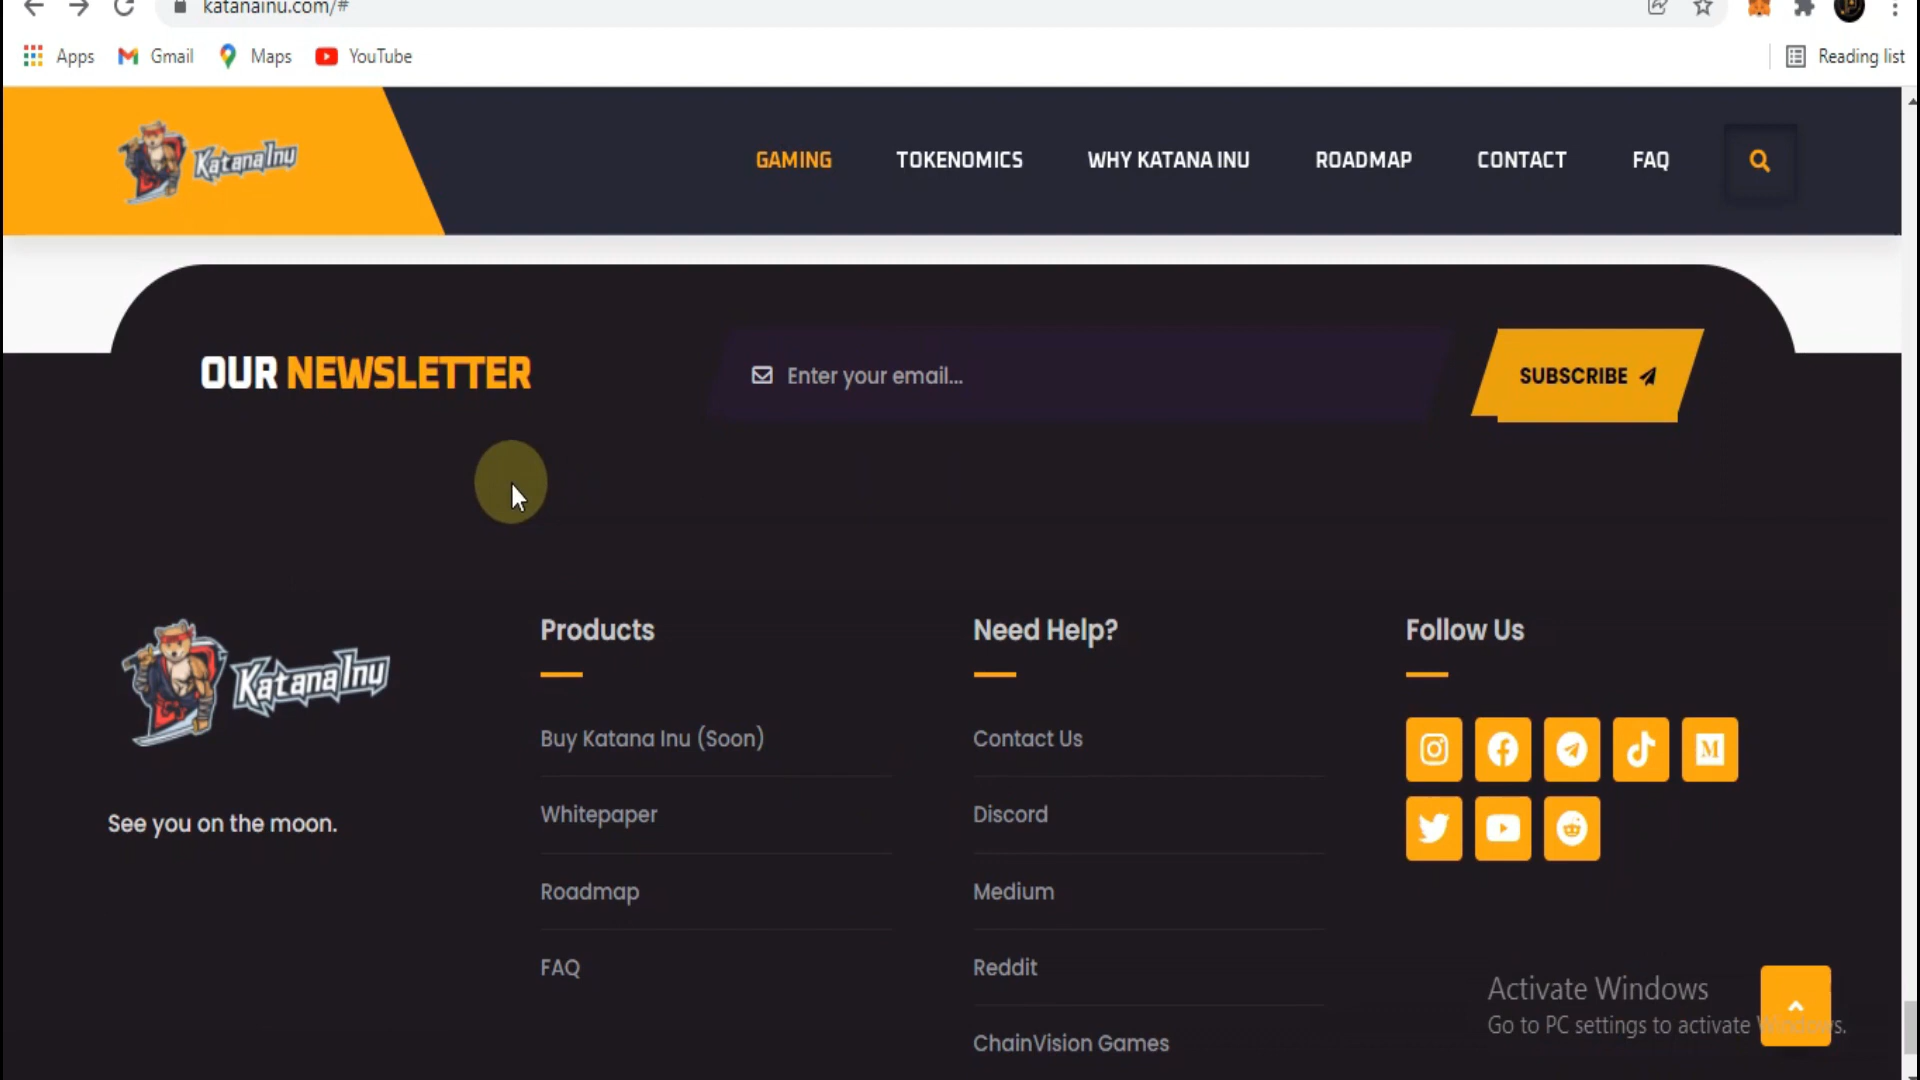 katanainu.com/#
Apps Gmail Maps YouTube Reading list
KatanaInu GAMING TOKENOMICS WHY KATANA INU ROADMAP CONTACT FAQ
OUR NEWSLETTER Enter your email... SUBSCRIBE
KatanaInu
See you on the moon.
Products
Buy Katana Inu (Soon)
Whitepaper
Roadmap
FAQ
Need Help?
Contact Us
Discord
Medium
Reddit
ChainVision Games
Follow Us
Activate Windows
Go to PC settings to activate Windows.